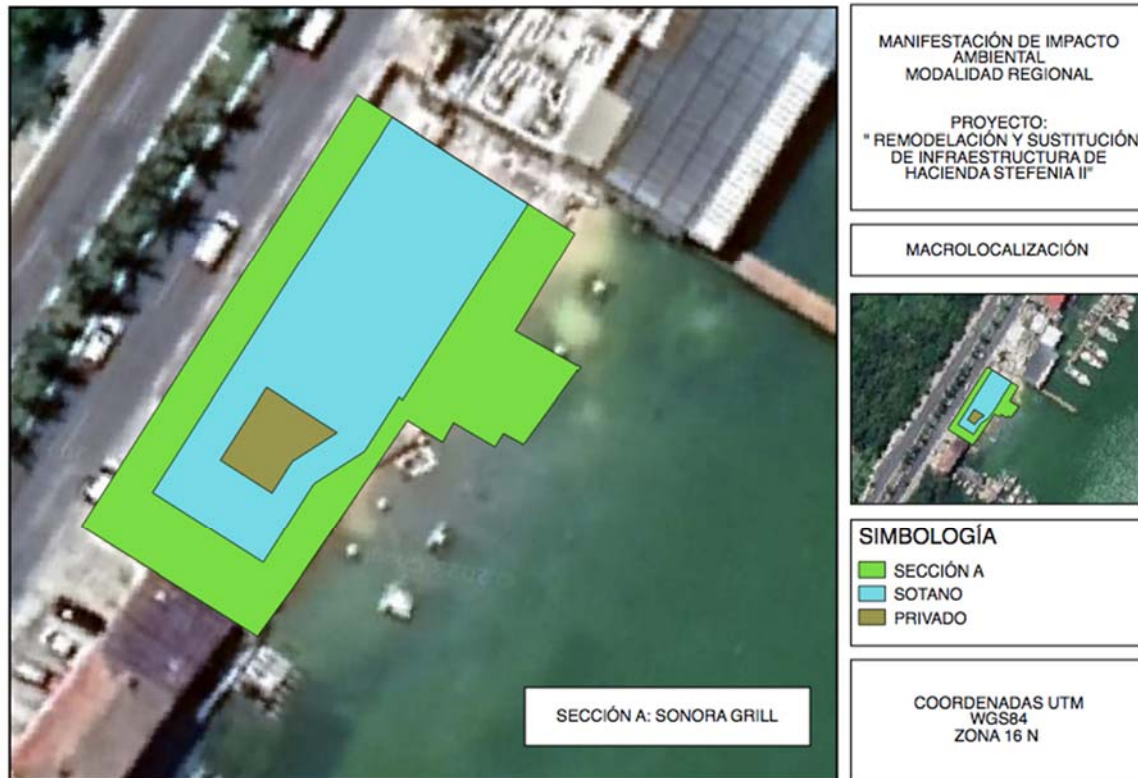 MANIFESTACIÓN DE IMPACTO
AMBIENTAL
MODALIDAD REGIONAL
PROYECTO:
" REMODELACIÓN Y SUSTITUCIÓN
DE INFRAESTRUCTURA DE
HACIENDA STEFENIA II"
MACROLOCALIZACIÓN
SIMBOLOGÍA
SECCIÓN A
SOTANO
PRIVADO
SECCIÓN A: SONORA GRILL
COORDENADAS UTM
WGS84
ZONA 16 N